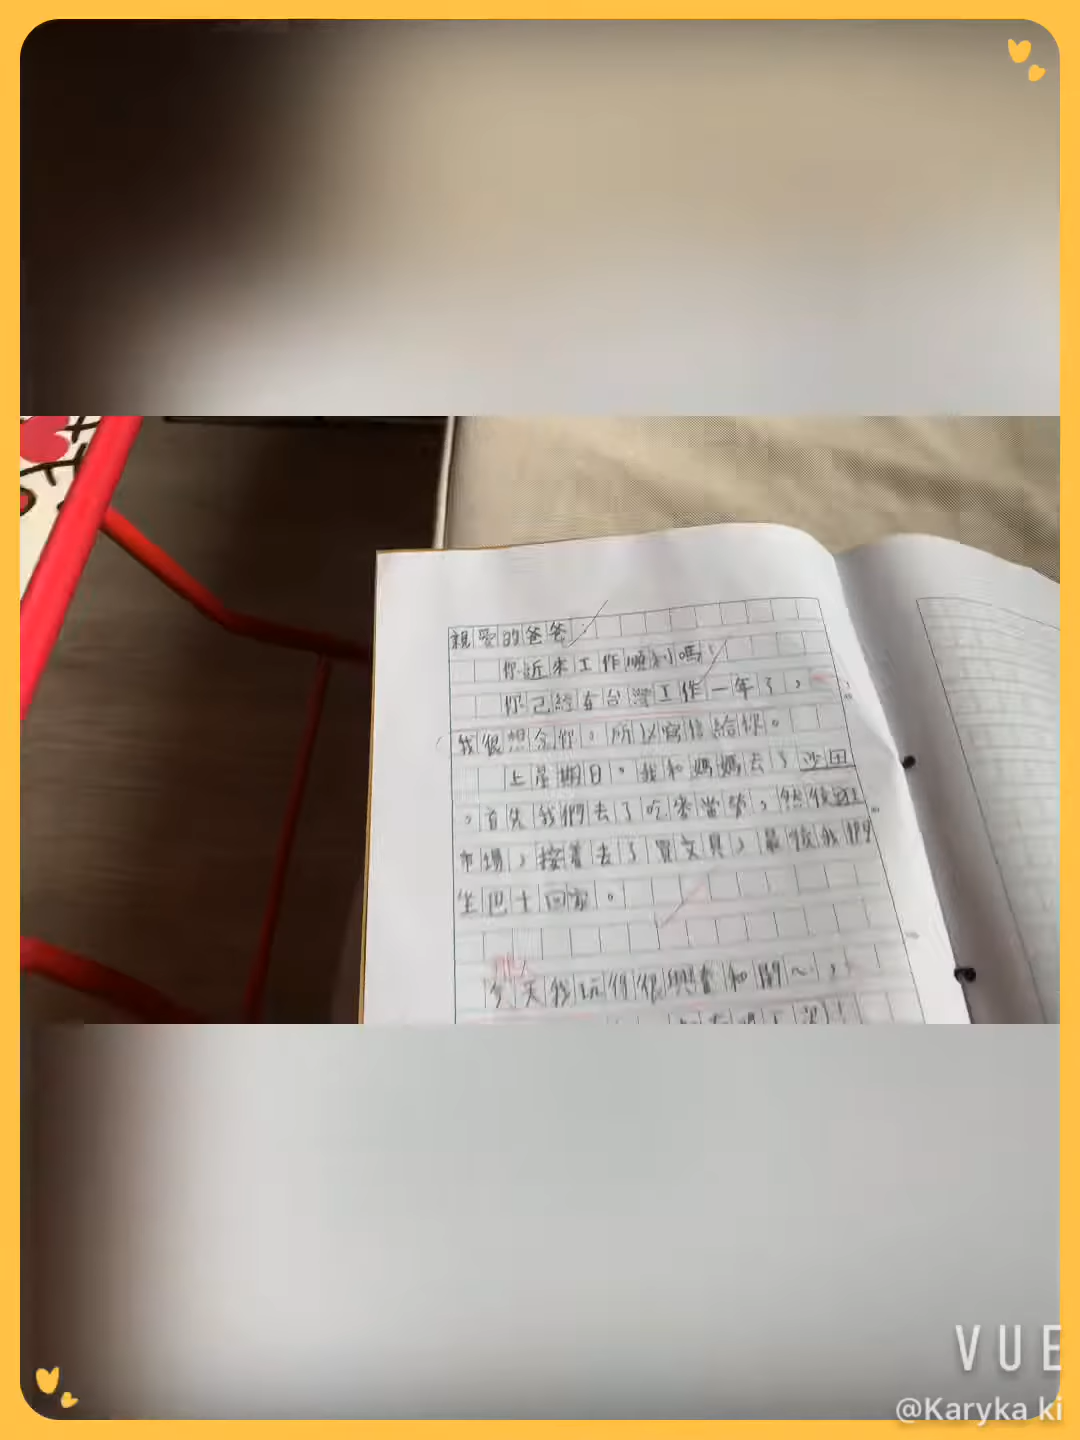 親愛的爸爸：
你近來工作順利嗎？
你已經在台灣工作一年了，
我很想念您，所以寫信給你。
上星期日，我和媽媽去了沙田
，首先我們去了吃麥當勞，然後逛
市場，接着去了買文具，最後我們
坐巴士回家。
今天我玩得很興奮和開心，
VUE
@Karyka ki